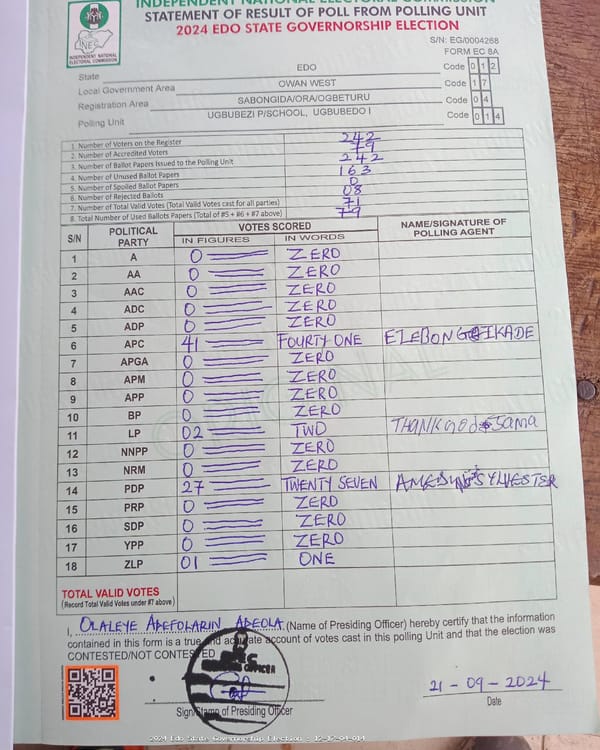 INDEPENDENT NATIONAL ELECTORAL COMMISSION
STATEMENT OF RESULT OF POLL FROM POLLING UNIT
2024 EDO STATE GOVERNORSHIP ELECTION
INEC
INDEPENDENT NATIONAL ELECTORAL COMMISSION
S/N: EG/0004268
FORM EC 8A
State EDO Code 0 1 2
Local Government Area OWAN WEST Code 1 7
Registration Area SABONGIDA/ORA/OGBETURU Code 0 4
Polling Unit UGBUBEZI P/SCHOOL, UGBUBEDO I Code 0 1 4
1. Number of Voters on the Register 242
2. Number of Accredited Voters 79
3. Number of Ballot Papers Issued to the Polling Unit 242
4. Number of Unused Ballot Papers 163
5. Number of Spoiled Ballot Papers 0
6. Number of Rejected Ballots 08
7. Number of Total Valid Votes (Total Valid Votes cast for all parties) 71
8. Total Number of Used Ballots Papers (Total of #5 + #6 + #7 above) 79
S/N POLITICAL PARTY VOTES SCORED NAME/SIGNATURE OF POLLING AGENT
IN FIGURES IN WORDS
1 A 0 ZERO
2 AA 0 ZERO
3 AAC 0 ZERO
4 ADC 0 ZERO
5 ADP 0 ZERO
6 APC 41 FOURTY ONE
7 APGA 0 ZERO
8 APM 0 ZERO
9 APP 0 ZERO
10 BP 0 ZERO
11 LP 02 TWO THANKGOD Sama
12 NNPP 0 ZERO
13 NRM 0 ZERO
14 PDP 27 TWENTY SEVEN
15 PRP 0 ZERO
16 SDP 0 ZERO
17 YPP 0 ZERO
18 ZLP 01 ONE
TOTAL VALID VOTES
(Record Total Valid Votes under #7 above)
I, OLALEYE ADEFOLARIN ADEOLA (Name of Presiding Officer) hereby certify that the information
contained in this form is a true and accurate account of votes cast in this polling Unit and that the election was
CONTESTED/NOT CONTESTED
21-09-2024
Sign/Stamp of Presiding Officer
Date
2024 Edo State Governorship Election - 12-17-04-014